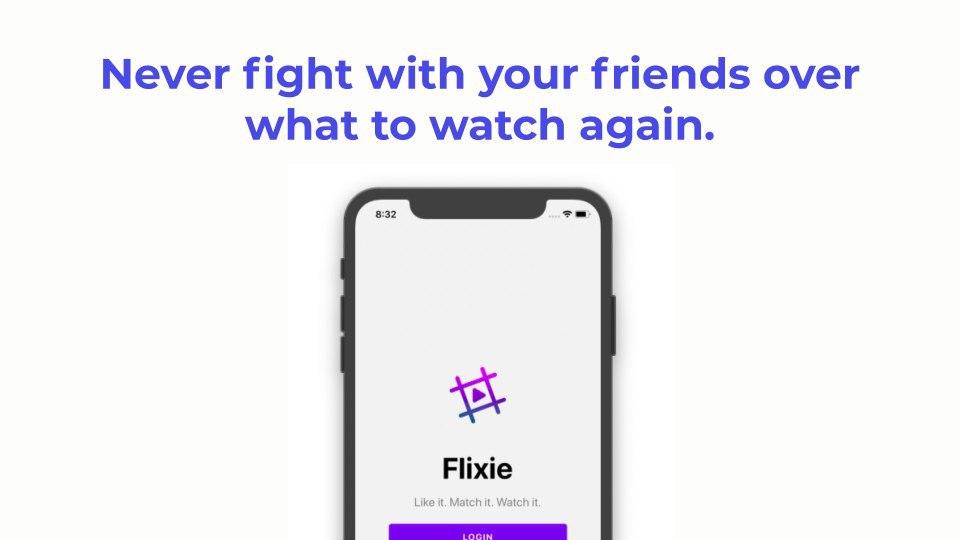 Never fight with your friends over
what to watch again.
8:32
Flixie
Like it. Match it. Watch it.
LOGIN